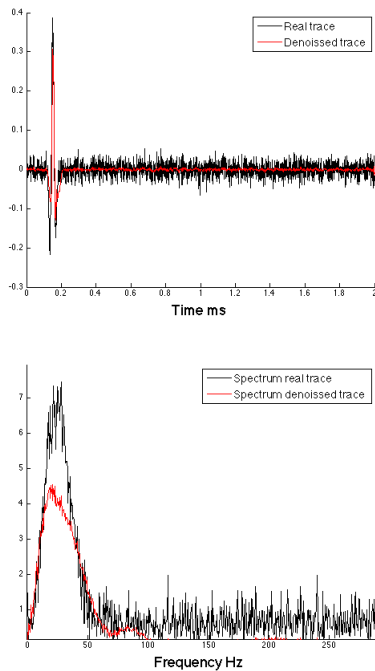 0.4
Real trace
Denoissed trace
0.3
0.2
0.1
0
-0.1
-0.2
-0.3
0 0.2 0.4 0.6 0.8 1 1.2 1.4 1.6 1.8 2
Time ms
Spectrum real trace
Spectrum denoissed trace
7
6
5
4
3
2
1
0 50 100 150 200 250
Frequency Hz